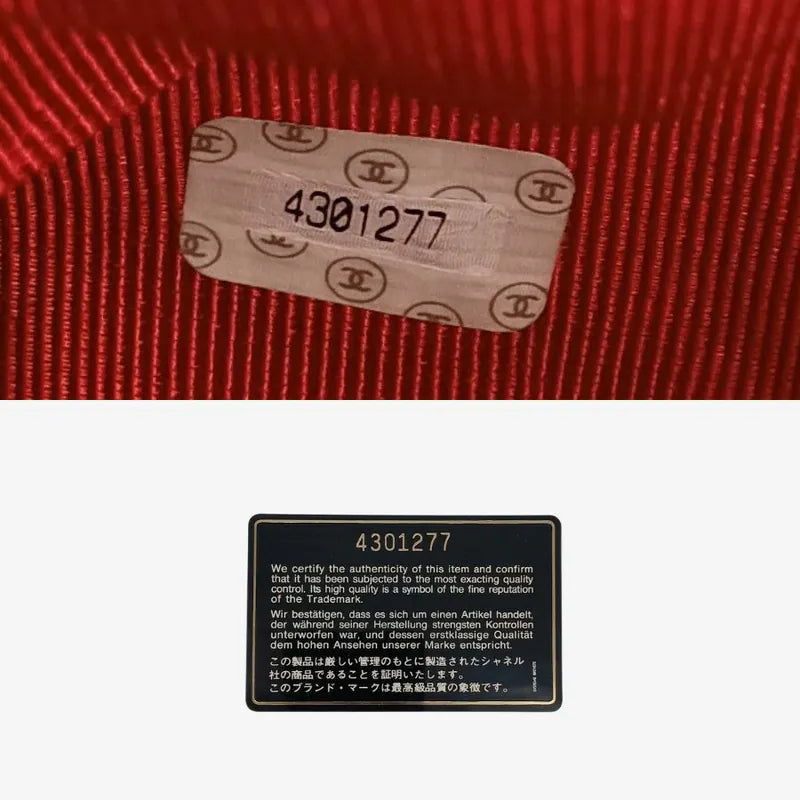 4301277
4301277
We certify the authenticity of this item and confirm
that it has been subjected to the most exacting quality
control. Its high quality is a symbol of the fine reputation
of the Trademark.
Wir bestätigen, dass es sich um einen Artikel handelt,
der während seiner Herstellung strengsten Kontrollen
unterworfen war, und dessen erstklassige Qualität
dem hohen Ansehen unserer Marke entspricht.
この製品は厳しい管理のもとに製造されたシャネル
社の商品であることを証明いたします。
このブランド・マークは最高級品質の象徴です。